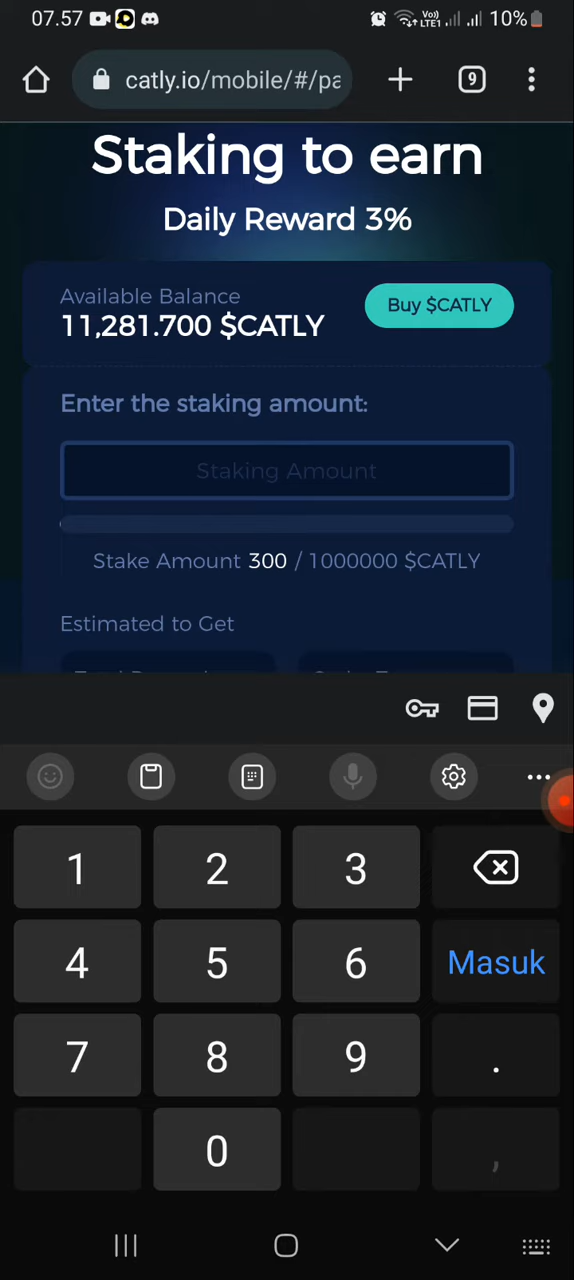 07.57 Vo) LTE1 10%
catly.io/mobile/#/pa 9
Staking to earn
Daily Reward 3%
Available Balance
11,281.700 $CATLY
Buy $CATLY
Enter the staking amount:
Staking Amount
Stake Amount 300 / 1000000 $CATLY
Estimated to Get
1 2 3
4 5 6 Masuk
7 8 9 .
0 ,